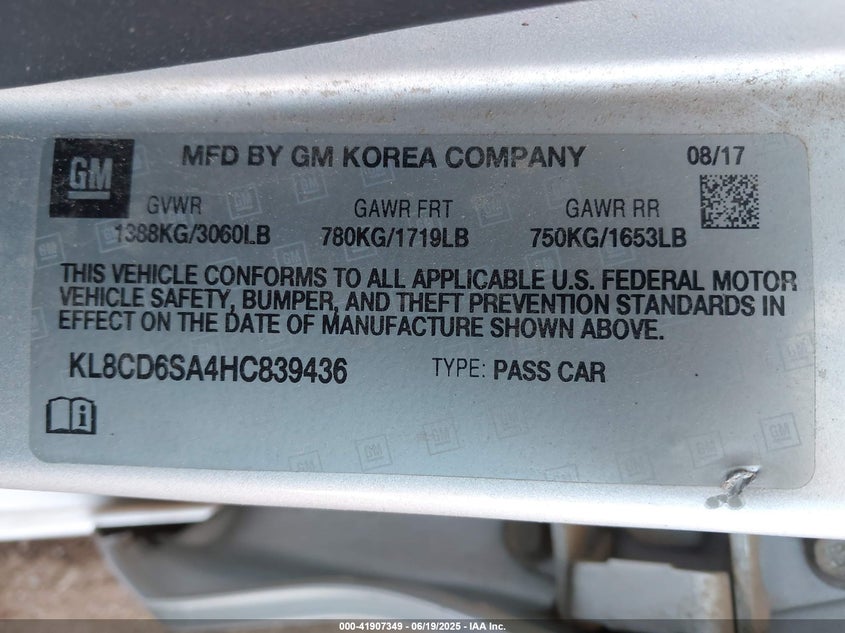 GM MFD BY GM KOREA COMPANY 08/17
GVWR GAWR FRT GAWR RR
1388KG/3060LB 780KG/1719LB 750KG/1653LB
THIS VEHICLE CONFORMS TO ALL APPLICABLE U.S. FEDERAL MOTOR
VEHICLE SAFETY, BUMPER, AND THEFT PREVENTION STANDARDS IN
EFFECT ON THE DATE OF MANUFACTURE SHOWN ABOVE.
KL8CD6SA4HC839436 TYPE: PASS CAR
000-41907349 - 06/19/2025 - IAA Inc.